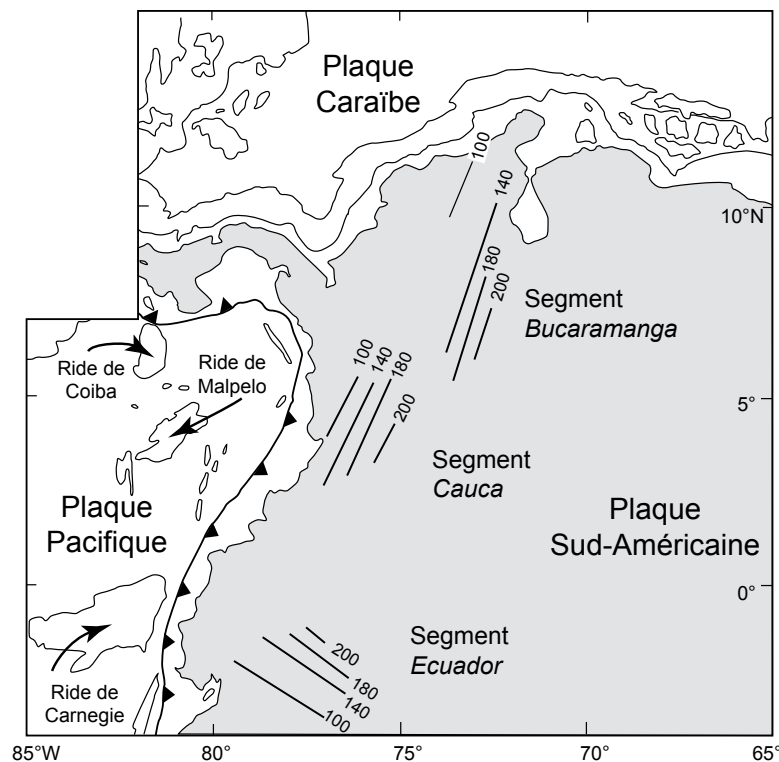 Plaque
Caraïbe
100
140
10°N
180
200
Segment
Bucaramanga
Ride de
Coiba
Ride de
Malpelo
100
140
180
200
5°
Segment
Cauca
Plaque
Pacifique
Plaque
Sud-Américaine
0°
Segment
Ecuador
200
180
140
100
Ride de
Carnegie
85°W
80°
75°
70°
65°